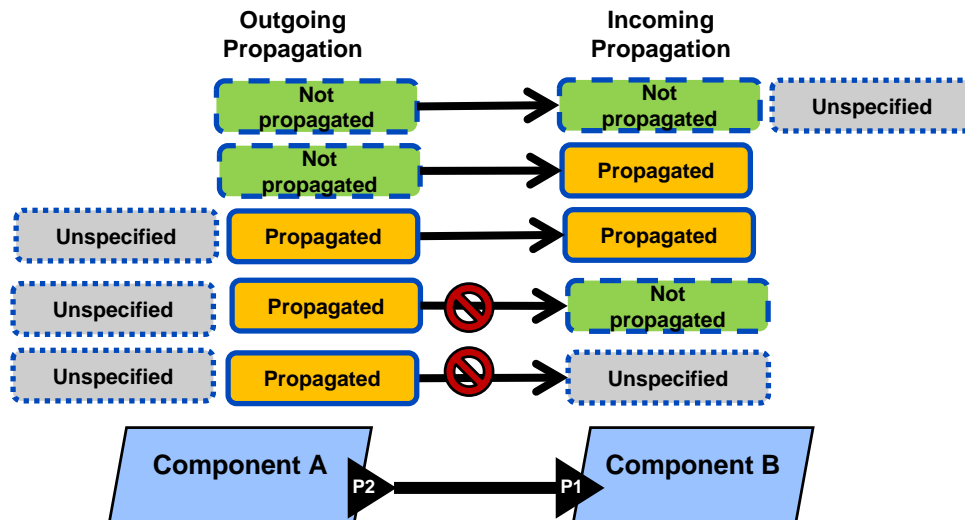 Outgoing
Propagation
Incoming
Propagation
Not
propagated
Not
propagated
Unspecified
Not
propagated
Propagated
Unspecified
Propagated
Propagated
Unspecified
Propagated
Not
propagated
Unspecified
Propagated
Unspecified
Component A
P2
P1
Component B